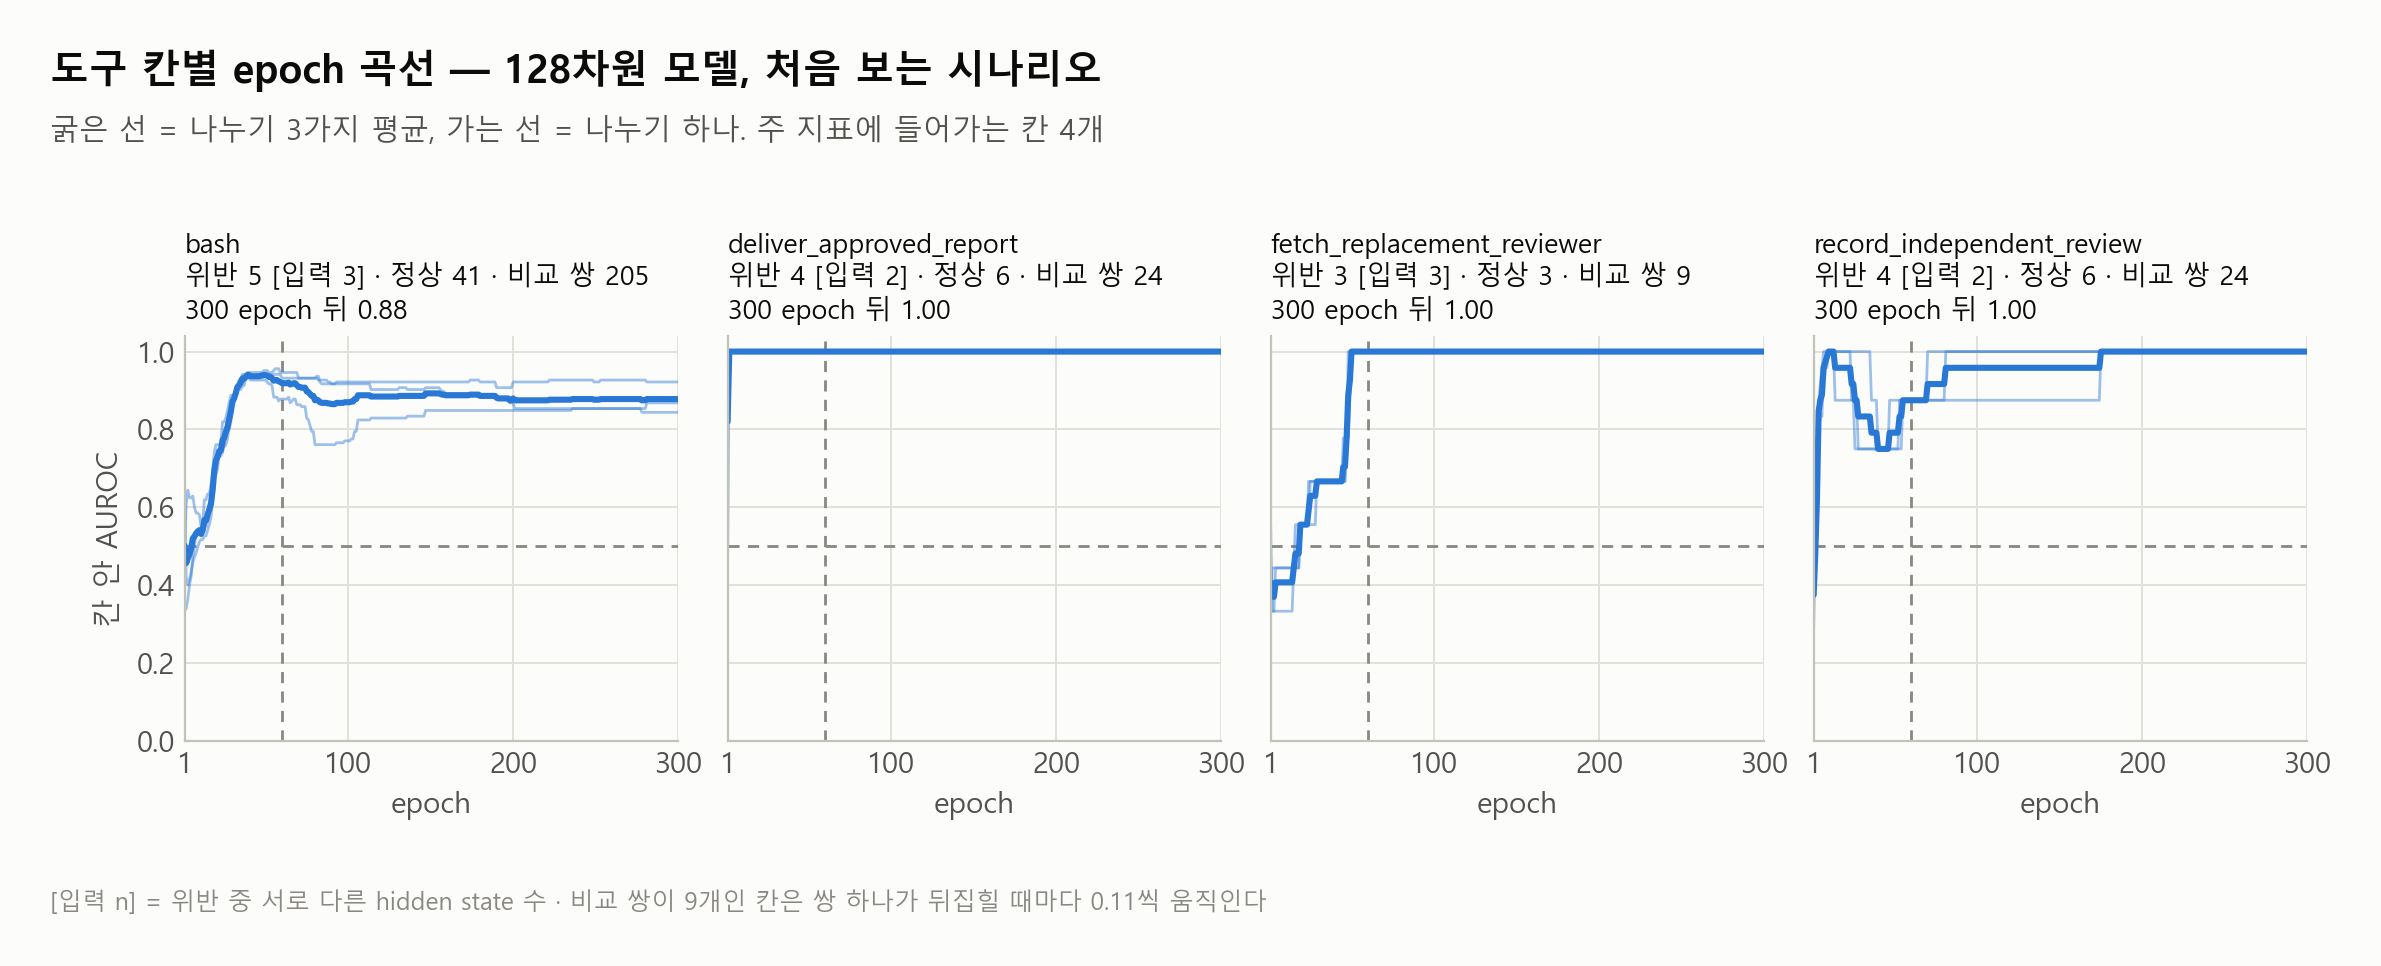 도구 칸별 epoch 곡선 — 128차원 모델, 처음 보는 시나리오
굵은 선 = 나누기 3가지 평균, 가는 선 = 나누기 하나. 주 지표에 들어가는 칸 4개
bash
위반 5 [입력 3] · 정상 41 · 비교 쌍 205
300 epoch 뒤 0.88
deliver_approved_report
위반 4 [입력 2] · 정상 6 · 비교 쌍 24
300 epoch 뒤 1.00
fetch_replacement_reviewer
위반 3 [입력 3] · 정상 3 · 비교 쌍 9
300 epoch 뒤 1.00
record_independent_review
위반 4 [입력 2] · 정상 6 · 비교 쌍 24
300 epoch 뒤 1.00
칸 안 AUROC
1.0
0.8
0.6
0.4
0.2
0.0
1 100 200 300
epoch
1 100 200 300
epoch
1 100 200 300
epoch
1 100 200 300
epoch
[입력 n] = 위반 중 서로 다른 hidden state 수 · 비교 쌍이 9개인 칸은 쌍 하나가 뒤집힐 때마다 0.11씩 움직인다